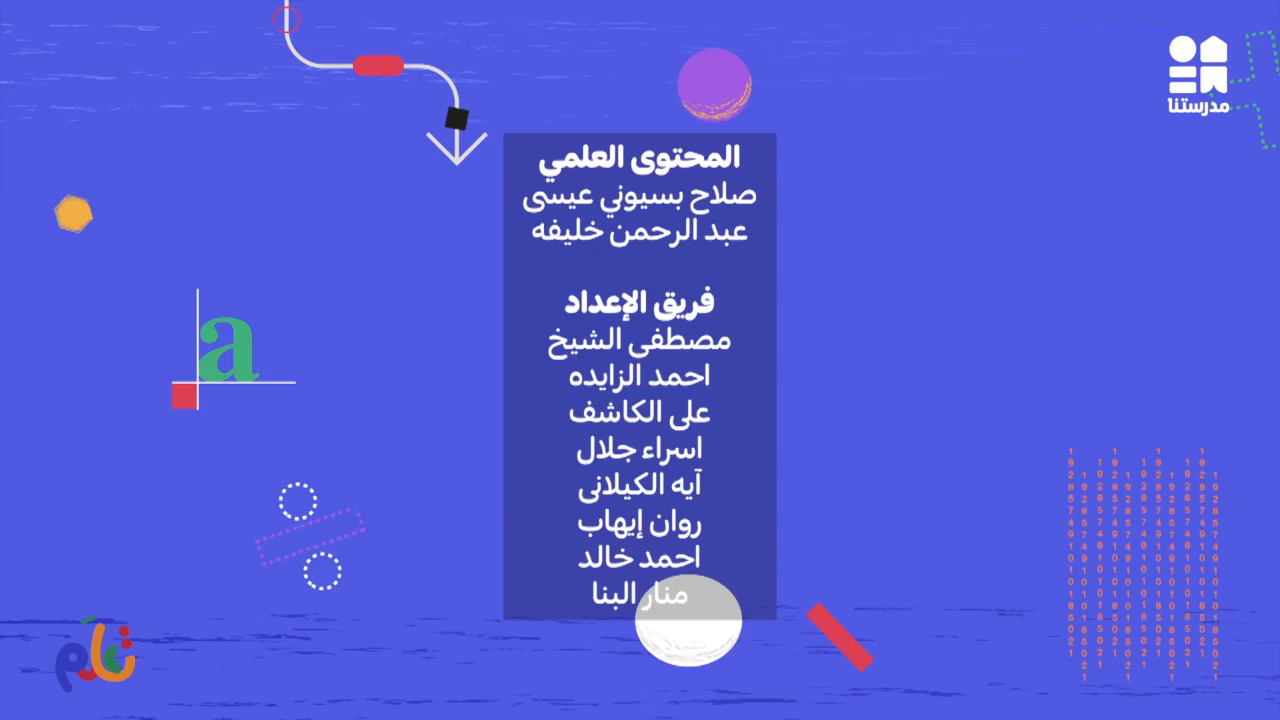 مدرستنا
المحتوى العلمي
صلاح بسيوني عيسى
عبد الرحمن خليفه
فريق الإعداد
مصطفى الشيخ
احمد الزايده
على الكاشف
اسراء جلال
آيه الكيلانى
روان إيهاب
احمد خالد
منار البنا
a